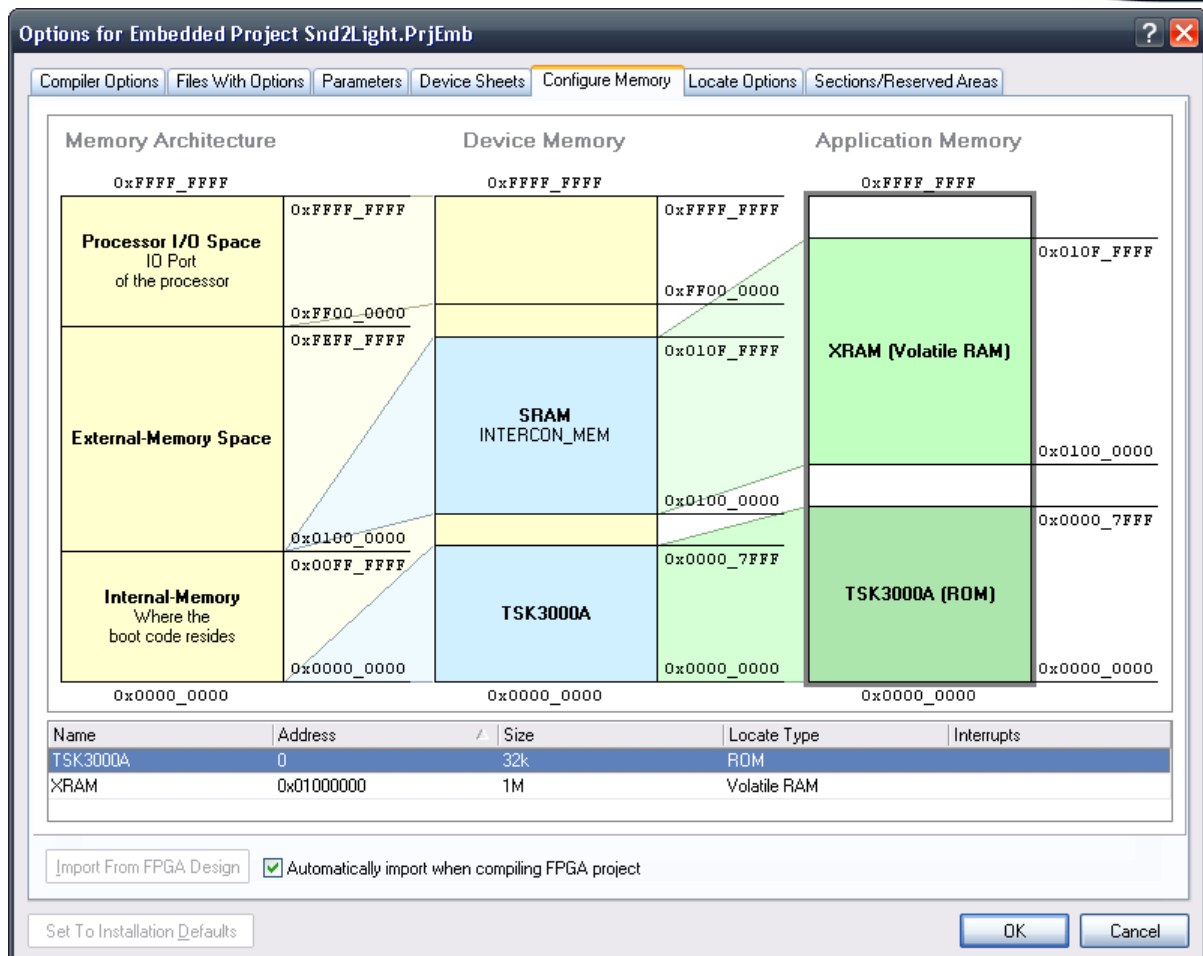 Options for Embedded Project Snd2Light.PrjEmb
Compiler Options Files With Options Parameters Device Sheets Configure Memory Locate Options Sections/Reserved Areas
Memory Architecture Device Memory Application Memory
0xFFFF_FFFF 0xFFFF_FFFF 0xFFFF_FFFF
0xFFFF_FFFF 0xFFFF_FFFF
Processor I/O Space
IO Port
of the processor
0x010F_FFFF
0xFF00_0000
0xFF00_0000
0xFEFF_FFFF
0x010F_FFFF
XRAM (Volatile RAM)
SRAM
INTERCON_MEM
External-Memory Space
0x0100_0000
0x0100_0000
0x0100_0000
0x0000_7FFF
0x00FF_FFFF
0x0000_7FFF
Internal-Memory
Where the
boot code resides
TSK3000A
TSK3000A (ROM)
0x0000_0000 0x0000_0000 0x0000_0000
0x0000_0000 0x0000_0000 0x0000_0000
Name Address Size Locate Type Interrupts
TSK3000A 0 32k ROM
XRAM 0x01000000 1M Volatile RAM
Import From FPGA Design Automatically import when compiling FPGA project
Set To Installation Defaults OK Cancel